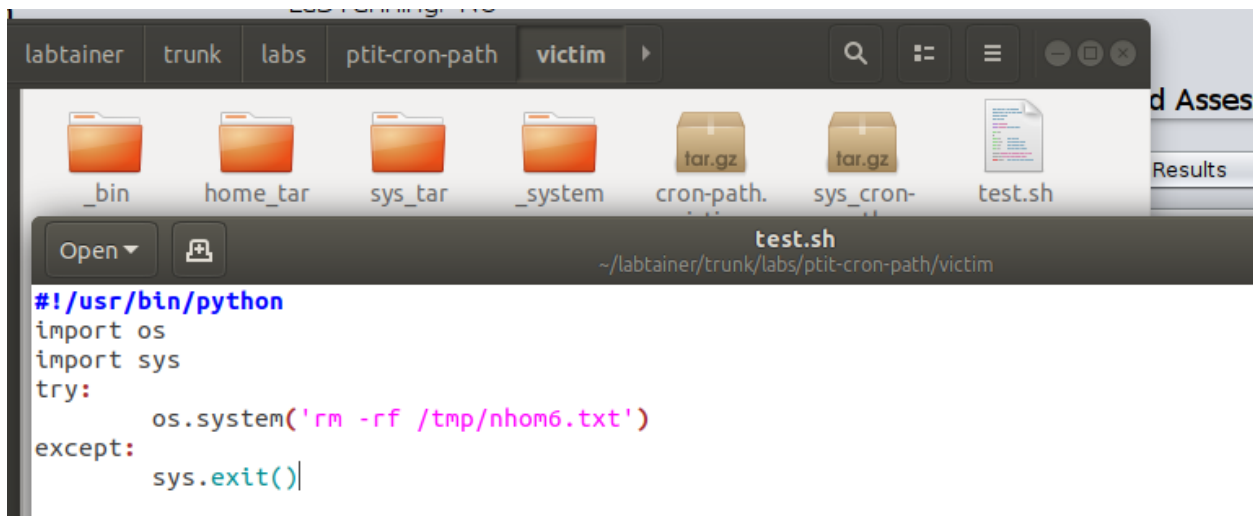 labtainer trunk labs ptit-cron-path victim
d Asses
tar.gz tar.gz
Results
_bin home_tar sys_tar _system cron-path. sys_cron- test.sh
Open test.sh
~/labtainer/trunk/labs/ptit-cron-path/victim
#!/usr/bin/python
import os
import sys
try:
        os.system('rm -rf /tmp/nhom6.txt')
except:
        sys.exit()